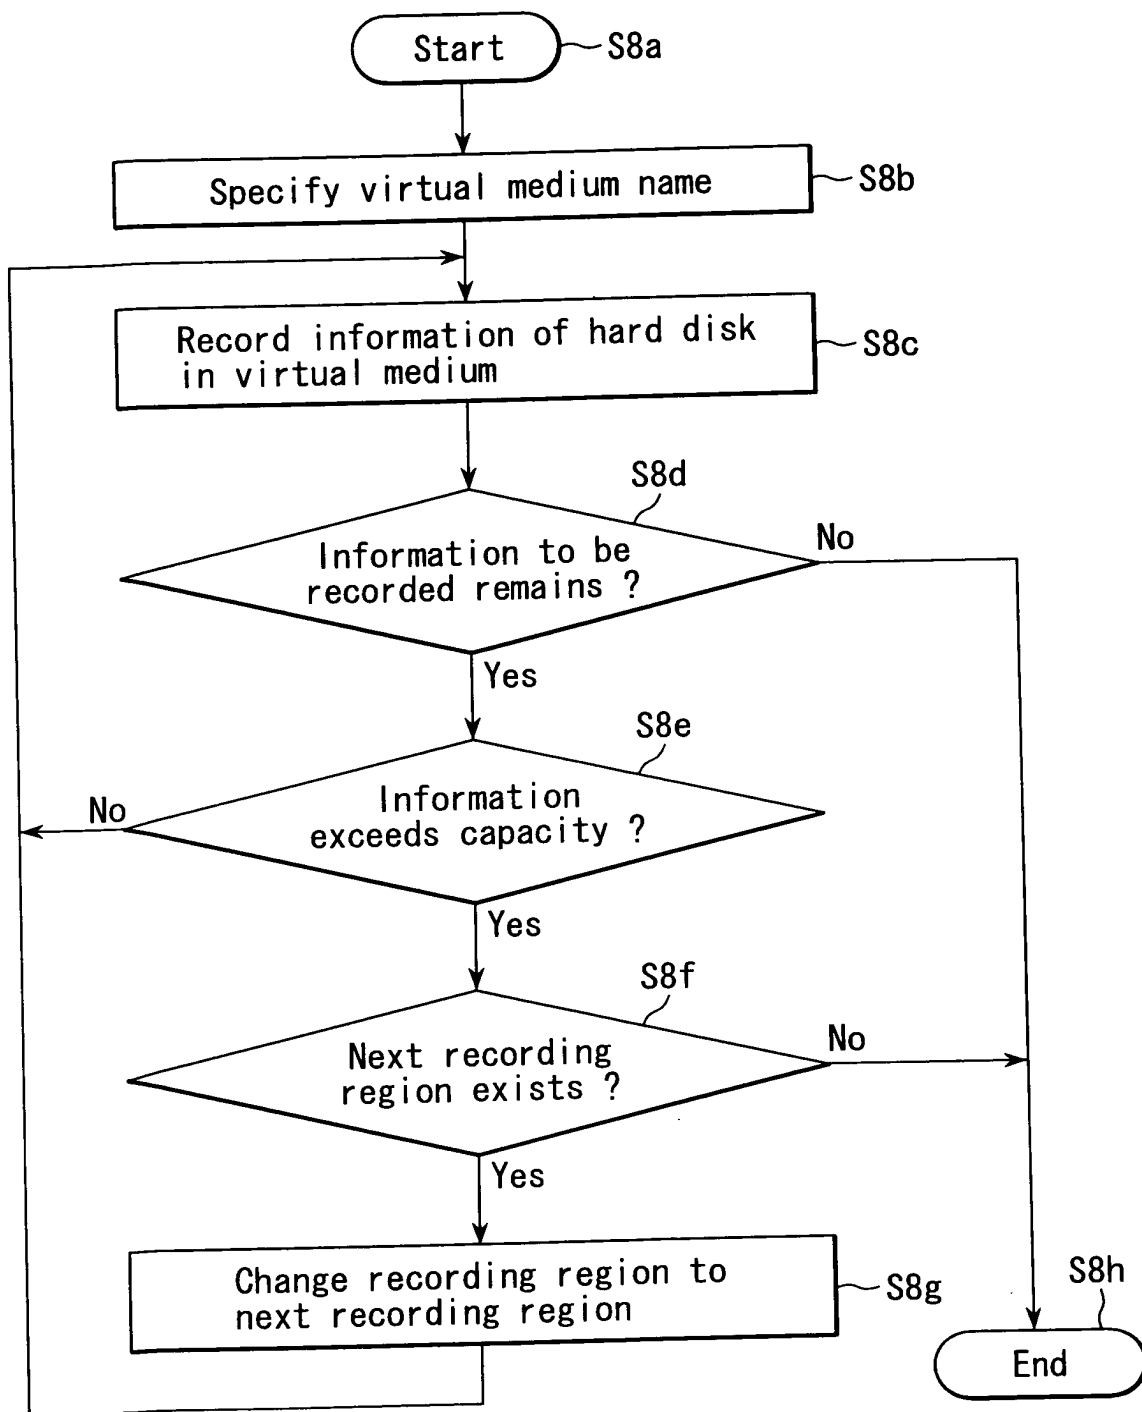 Start
S8a
Specify virtual medium name
S8b
Record information of hard disk
in virtual medium
S8c
S8d
Information to be
recorded remains ?
No
Yes
S8e
Information
exceeds capacity ?
No
Yes
S8f
Next recording
region exists ?
No
Yes
Change recording region to
next recording region
S8g
S8h
End